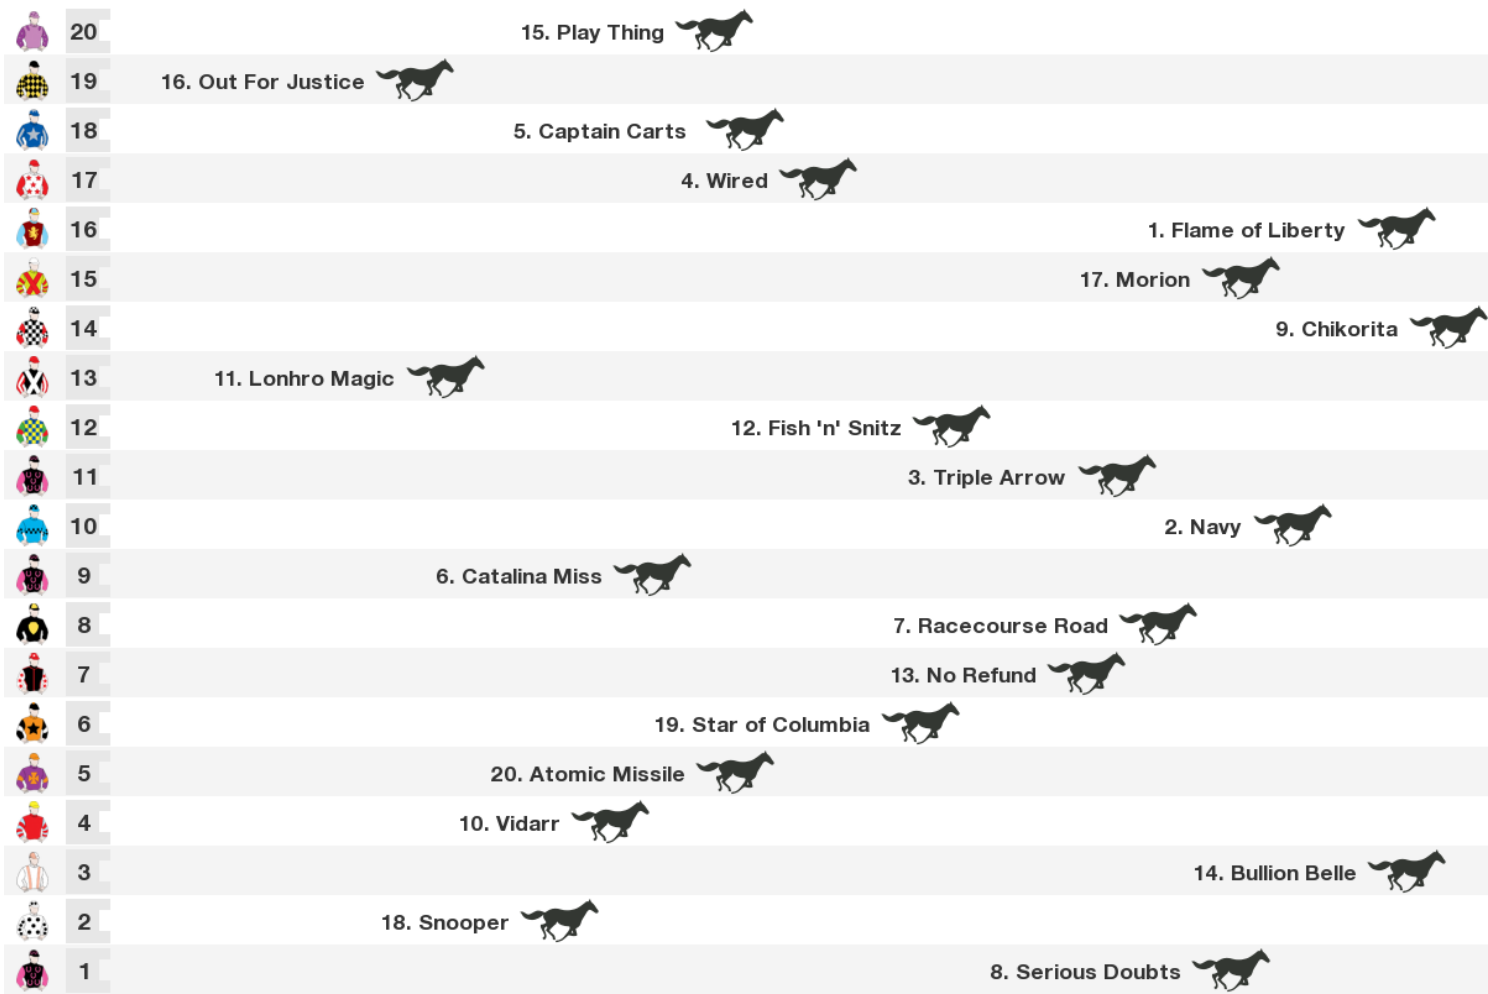 20 15. Play Thing
19 16. Out For Justice
18 5. Captain Carts
17 4. Wired
16 1. Flame of Liberty
15 17. Morion
14 9. Chikorita
13 11. Lonhro Magic
12 12. Fish 'n' Snitz
11 3. Triple Arrow
10 2. Navy
9 6. Catalina Miss
8 7. Racecourse Road
7 13. No Refund
6 19. Star of Columbia
5 20. Atomic Missile
4 10. Vidarr
3 14. Bullion Belle
2 18. Snooper
1 8. Serious Doubts